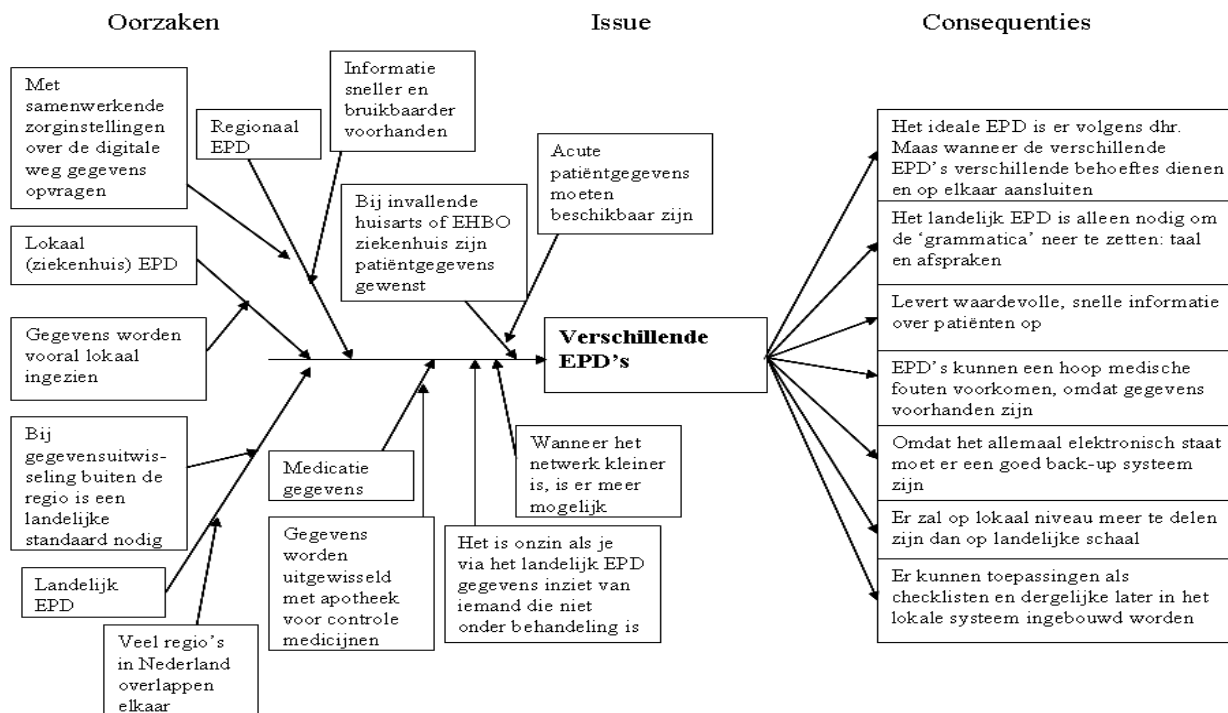 Oorzaken
Issue
Consequenties
Met
samenwerkende
zorginstellingen
over de digitale
weg gegevens
opvragen
Regionaal
EPD
Informatie
sneller en
bruikbaarder
voorhanden
Lokaal
(ziekenhuis) EPD
Bij invallende
huisarts of EHBO
ziekenhuis zijn
patiëntgegevens
gewenst
Acute
patiëntgegevens
moeten
beschikbaar zijn
Gegevens worden
vooral lokaal
ingezien
Verschillende
EPD's
Bij
gegevensuitwis-
seling buiten de
regio is een
landelijke
standaard nodig
Medicatie
gegevens
Wanneer het
netwerk kleiner
is, is er meer
mogelijk
Landelijk
EPD
Gegevens
worden
uitgewisseld
met apotheek
voor controle
medicijnen
Het is onzin als je
via het landelijk EPD
gegevens inziet van
iemand die niet
onder behandeling is
Veel regio's
in Nederland
overlappen
elkaar
Het ideale EPD is er volgens dhr.
Maas wanneer de verschillende
EPD's verschillende behoeftes dienen
en op elkaar aansluiten
Het landelijk EPD is alleen nodig om
de 'grammatica' neer te zetten: taal
en afspraken
Levert waardevolle, snelle informatie
over patiënten op
EPD's kunnen een hoop medische
fouten voorkomen, omdat gegevens
voorhanden zijn
Omdat het allemaal elektronisch staat
moet er een goed back-up systeem
zijn
Er zal op lokaal niveau meer te delen
zijn dan op landelijke schaal
Er kunnen toepassingen als
checklisten en dergelijke later in het
lokale systeem ingebouwd worden